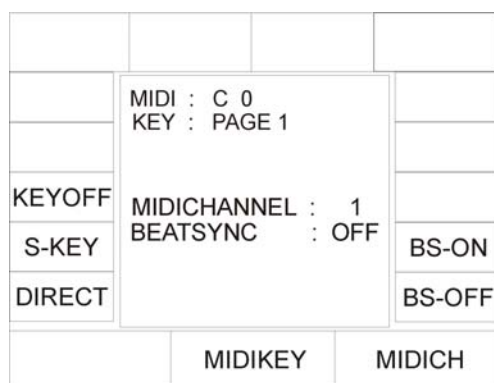 MIDI : C 0
KEY : PAGE 1
KEYOFF
MIDICHANNEL : 1
S-KEY
BEATSYNC : OFF
BS-ON
DIRECT
BS-OFF
MIDIKEY
MIDICH